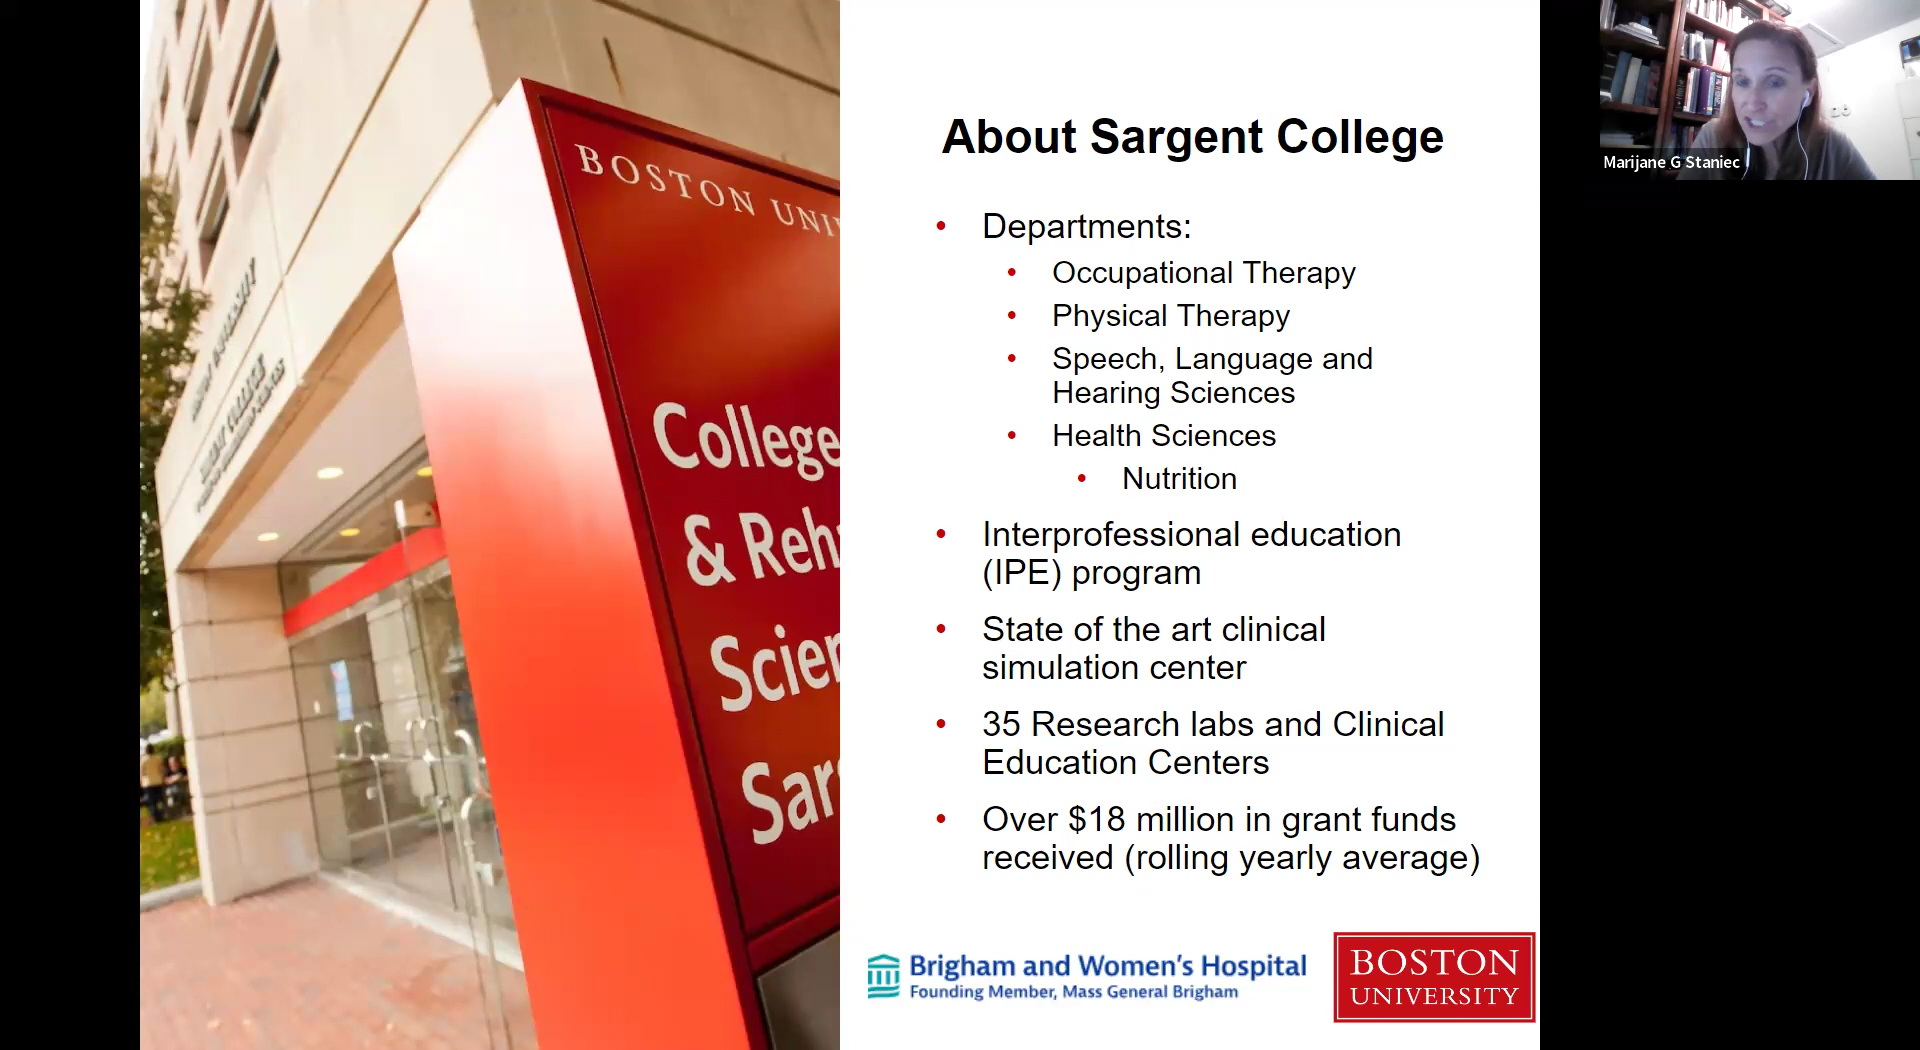 BOSTON UNIV
College
& Reh
Scien
Sar
About Sargent College
Departments:
Occupational Therapy
Physical Therapy
Speech, Language and
Hearing Sciences
Health Sciences
Nutrition
Interprofessional education
(IPE) program
State of the art clinical
simulation center
35 Research labs and Clinical
Education Centers
Over $18 million in grant funds
received (rolling yearly average)
Brigham and Women's Hospital
Founding Member, Mass General Brigham
BOSTON
UNIVERSITY
Marijane G Staniec